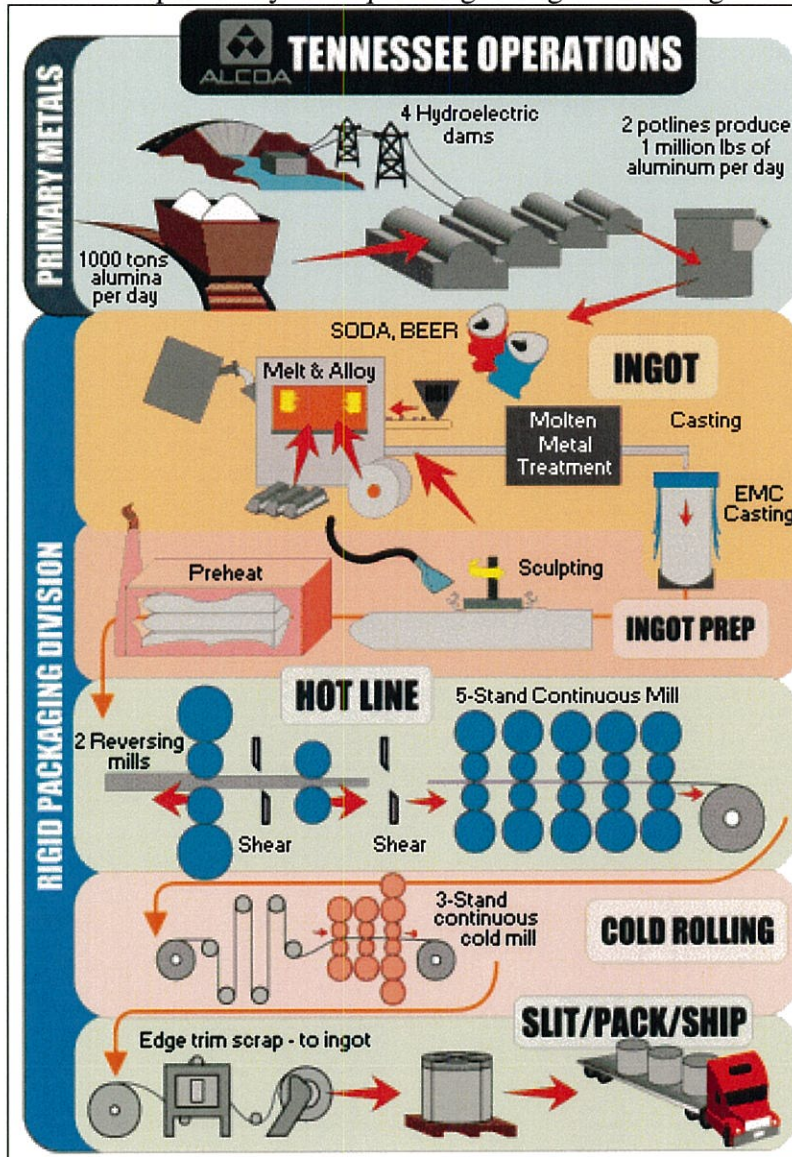 ALCOA
TENNESSEE OPERATIONS
PRIMARY METALS
4 Hydroelectric
dams
2 potlines produce
1 million lbs of
aluminum per day
1000 tons
alumina
per day
RIGID PACKAGING DIVISION
SODA, BEER
INGOT
Melt & Alloy
Molten
Metal
Treatment
Casting
EMC
Casting
Preheat
Sculpting
INGOT PREP
HOT LINE
5-Stand Continuous Mill
2 Reversing
mills
Shear
Shear
3-Stand
continuous
cold mill
COLD ROLLING
SLIT/PACK/SHIP
Edge trim scrap - to ingot